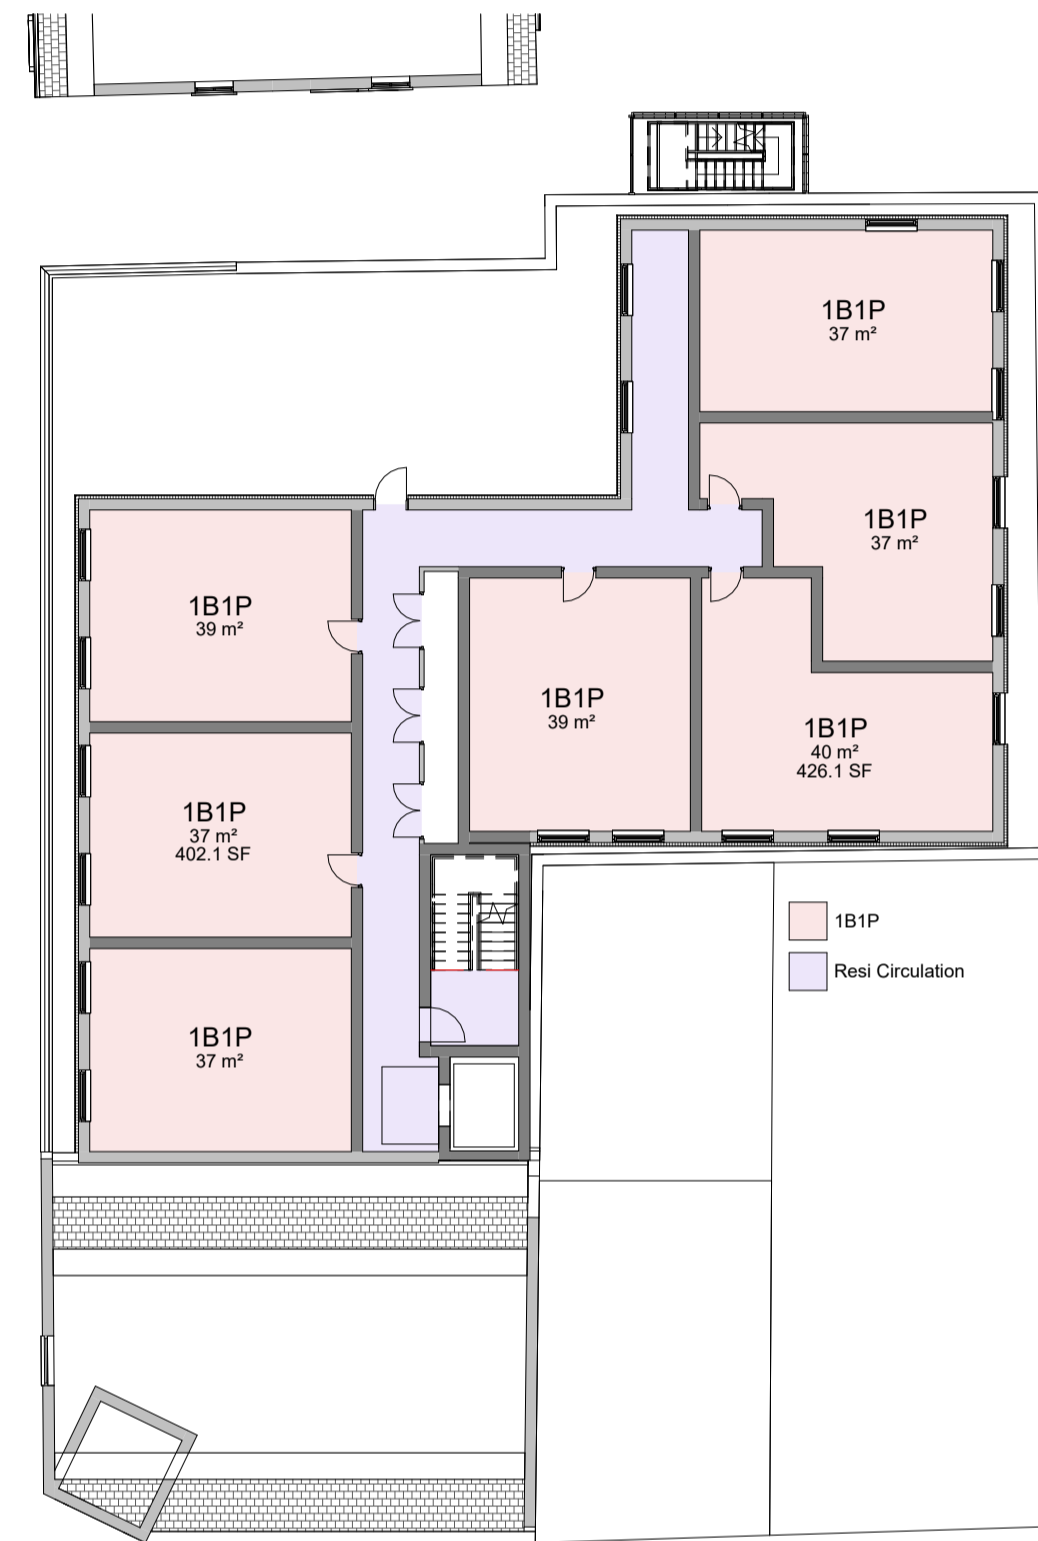 1B1P
37 m²
1B1P
37 m²
1B1P
39 m²
1B1P
39 m²
1B1P
40 m²
426.1 SF
1B1P
37 m²
402.1 SF
1B1P
37 m²
1B1P
Resi Circulation